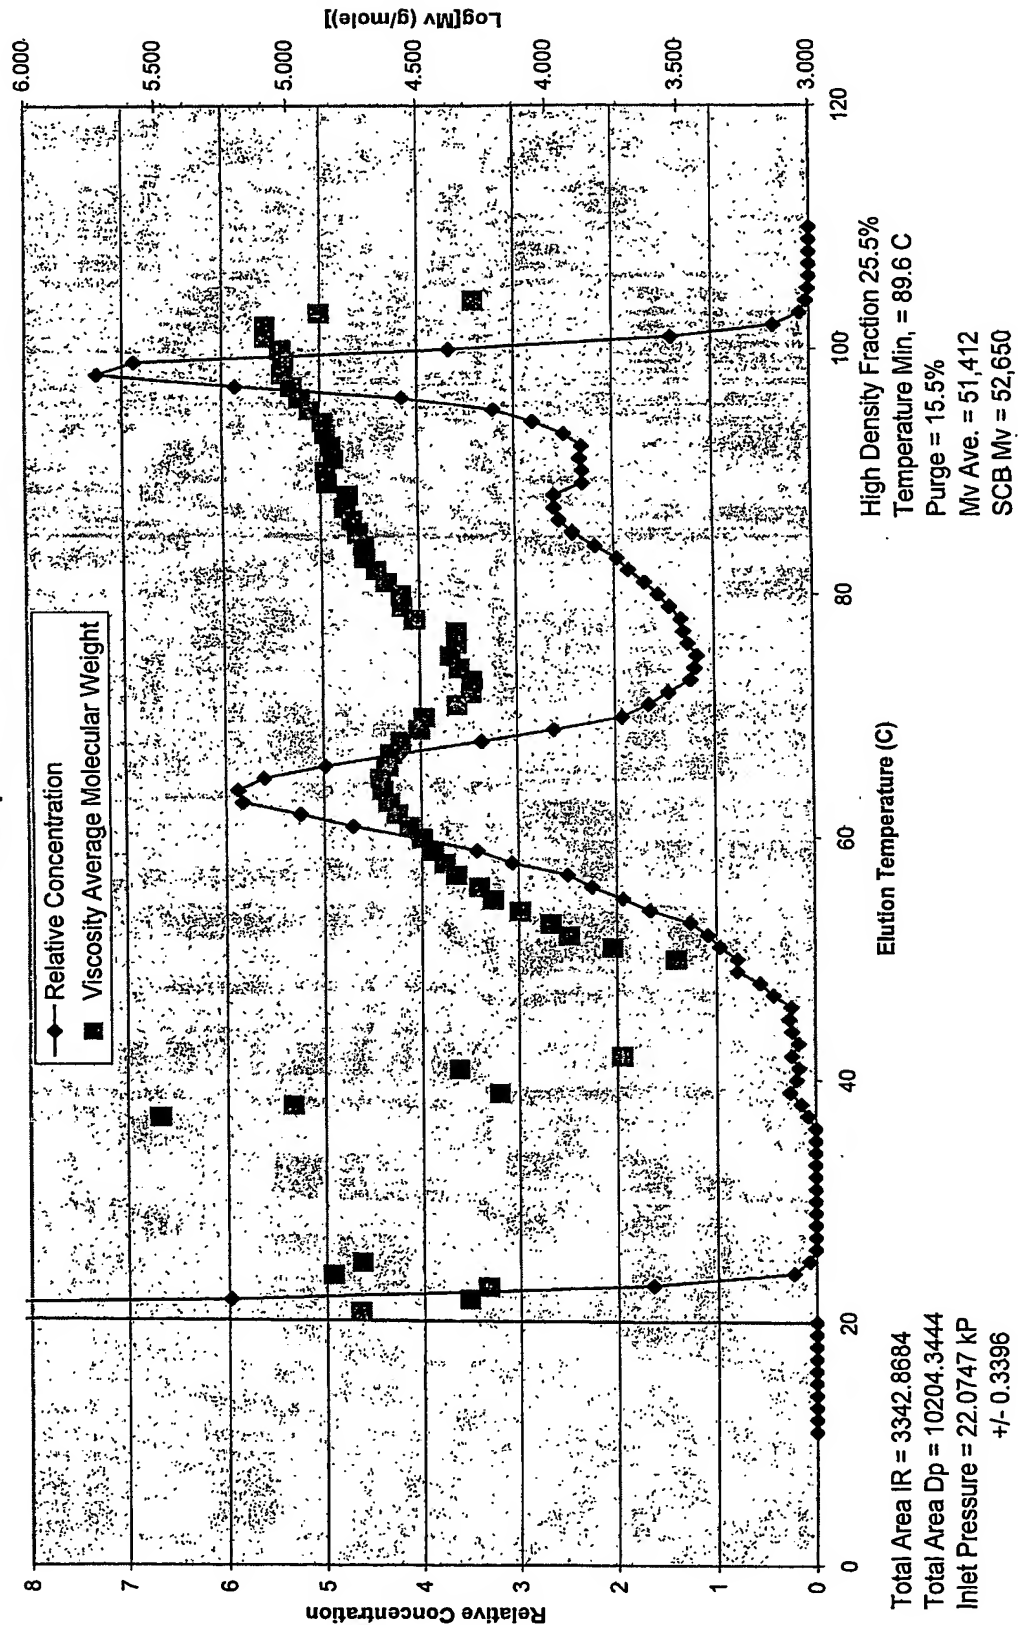 Relative Concentration
Viscosity Average Molecular Weight
Relative Concentration
8
7
6
5
4
3
2
1
0
Log[Mv (g/mole)]
6.000
5.500
5.000
4.500
4.000
3.500
3.000
0
20
40
60
80
100
120
Elution Temperature (C)
Total Area IR = 3342.8684
Total Area Dp = 10204.3444
Inlet Pressure = 22.0747 kP
+/- 0.3396
High Density Fraction 25.5%
Temperature Min, = 89.6 C
Purge = 15.5%
Mv Ave. = 51,412
SCB Mv = 52,650